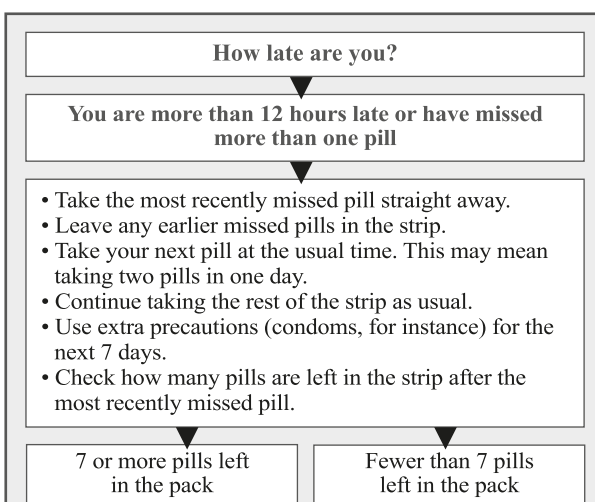 How late are you?
You are more than 12 hours late or have missed
more than one pill
• Take the most recently missed pill straight away.
• Leave any earlier missed pills in the strip.
• Take your next pill at the usual time. This may mean
taking two pills in one day.
• Continue taking the rest of the strip as usual.
• Use extra precautions (condoms, for instance) for the
next 7 days.
• Check how many pills are left in the strip after the
most recently missed pill.
7 or more pills left
in the pack
Fewer than 7 pills
left in the pack